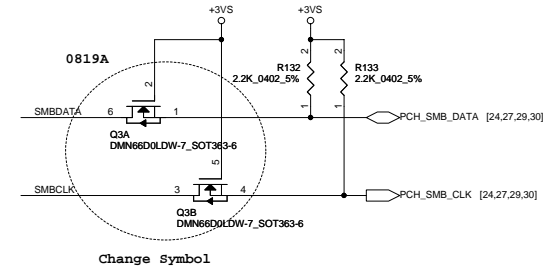 +3VS
+3VS
0819A
2
2
2
R132
2.2K_0402_5%
R133
2.2K_0402_5%
1
1
SMBDATA
6
1
PCH_SMB_DATA [24,27,29,30]
Q3A
DMN66D0LDW-7_SOT363-6
5
SMBCLK
3
4
PCH_SMB_CLK [24,27,29,30]
Q3B
DMN66D0LDW-7_SOT363-6
Change Symbol